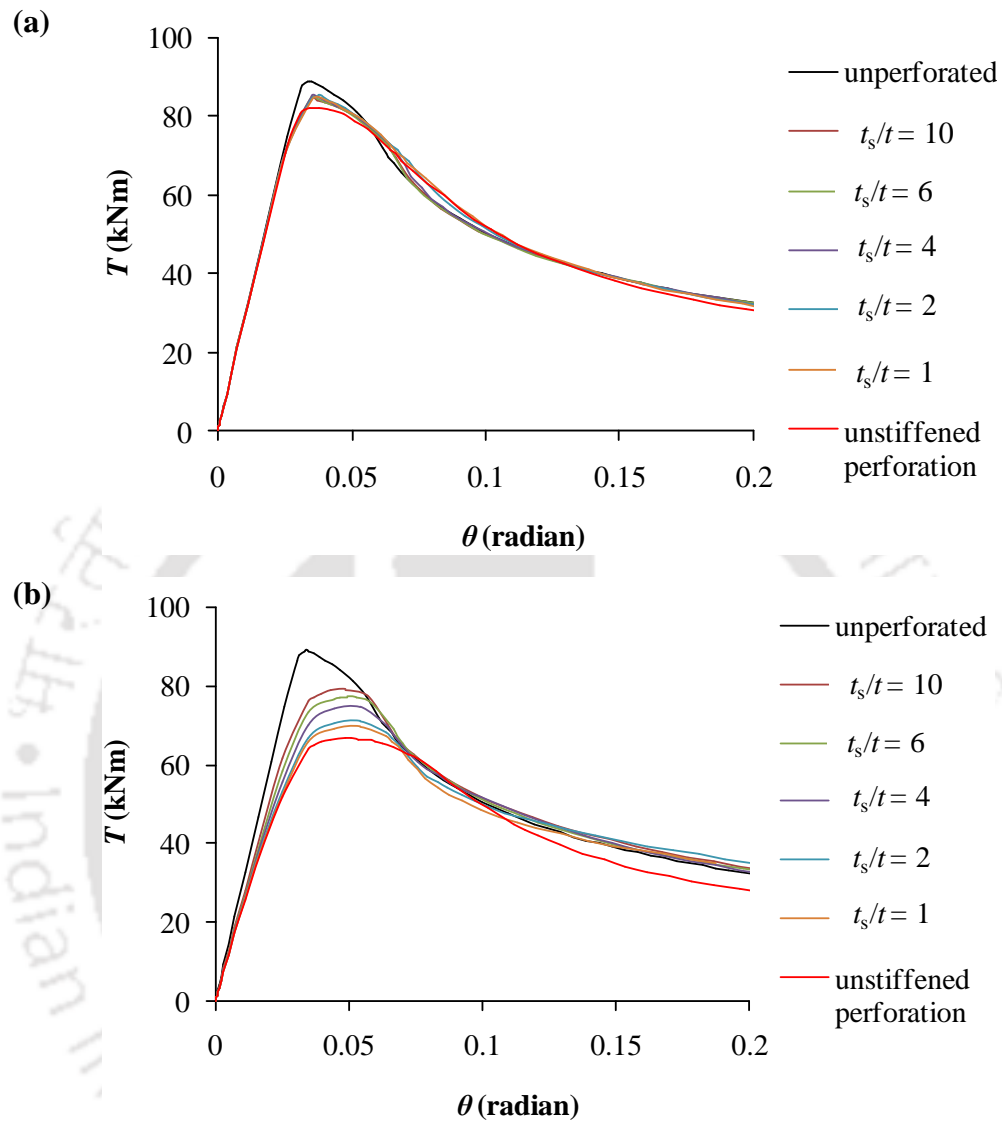 (a)
100
80
60
40
20
0
T (kNm)
0 0.05 0.1 0.15 0.2
θ (radian)
unperforated
tₛ/t = 10
tₛ/t = 6
tₛ/t = 4
tₛ/t = 2
tₛ/t = 1
unstiffened
perforation
(b)
100
80
60
40
20
0
T (kNm)
0 0.05 0.1 0.15 0.2
θ (radian)
unperforated
tₛ/t = 10
tₛ/t = 6
tₛ/t = 4
tₛ/t = 2
tₛ/t = 1
unstiffened
perforation
Indian